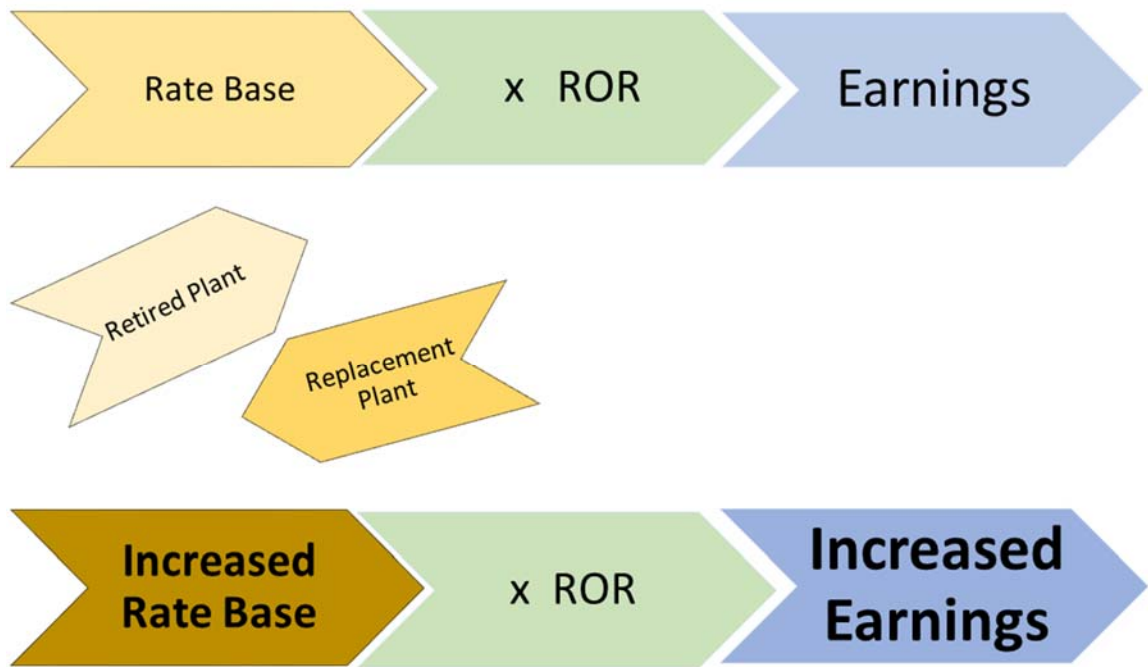 Rate Base
x ROR
Earnings
Retired Plant
Replacement
Plant
Increased
Rate Base
x ROR
Increased
Earnings